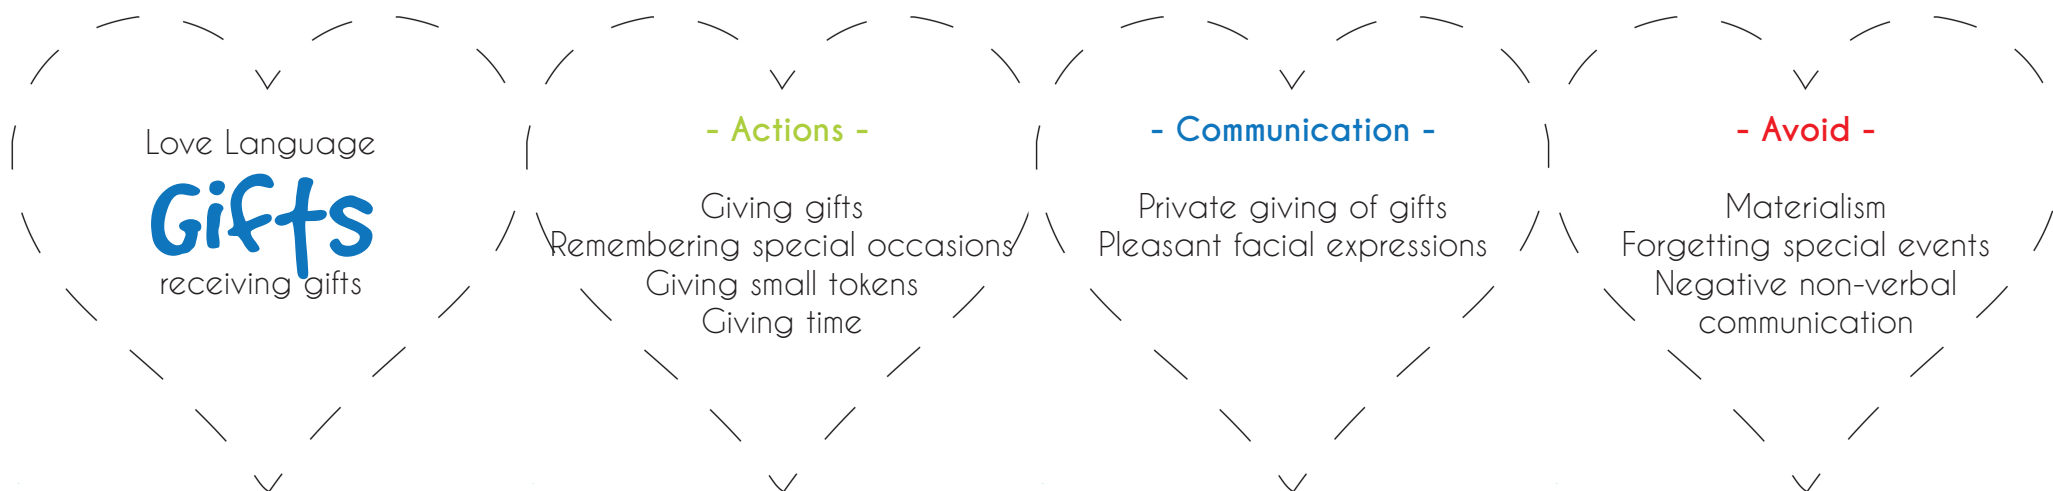 Love Language
Gifts
receiving gifts
- Actions -
Giving gifts
Remembering special occasions
Giving small tokens
Giving time
- Communication -
Private giving of gifts
Pleasant facial expressions
- Avoid -
Materialism
Forgetting special events
Negative non-verbal
communication